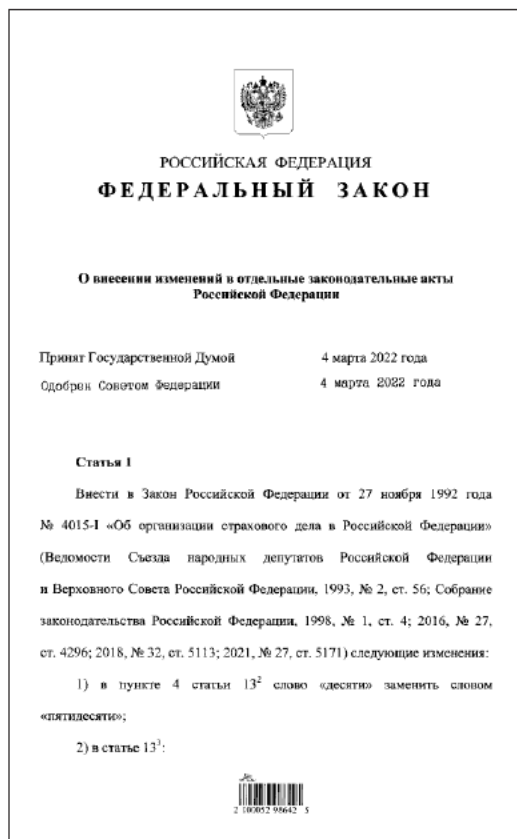 РОССИЙСКАЯ ФЕДЕРАЦИЯ
ФЕДЕРАЛЬНЫЙ ЗАКОН
О внесении изменений в отдельные законодательные акты
Российской Федерации
Принят Государственной Думой 4 марта 2022 года
Одобрен Советом Федерации 4 марта 2022 года
Статья 1
Внести в Закон Российской Федерации от 27 ноября 1992 года
№ 4015-I «Об организации страхового дела в Российской Федерации»
(Ведомости Съезда народных депутатов Российской Федерации
и Верховного Совета Российской Федерации, 1993, № 2, ст. 56; Собрание
законодательства Российской Федерации, 1998, № 1, ст. 4; 2016, № 27,
ст. 4296; 2018, № 32, ст. 5113; 2021, № 27, ст. 5171) следующие изменения:
1) в пункте 4 статьи 13² слово «десяти» заменить словом
«пятидесяти»;
2) в статье 13³:
2 100052 98642 5